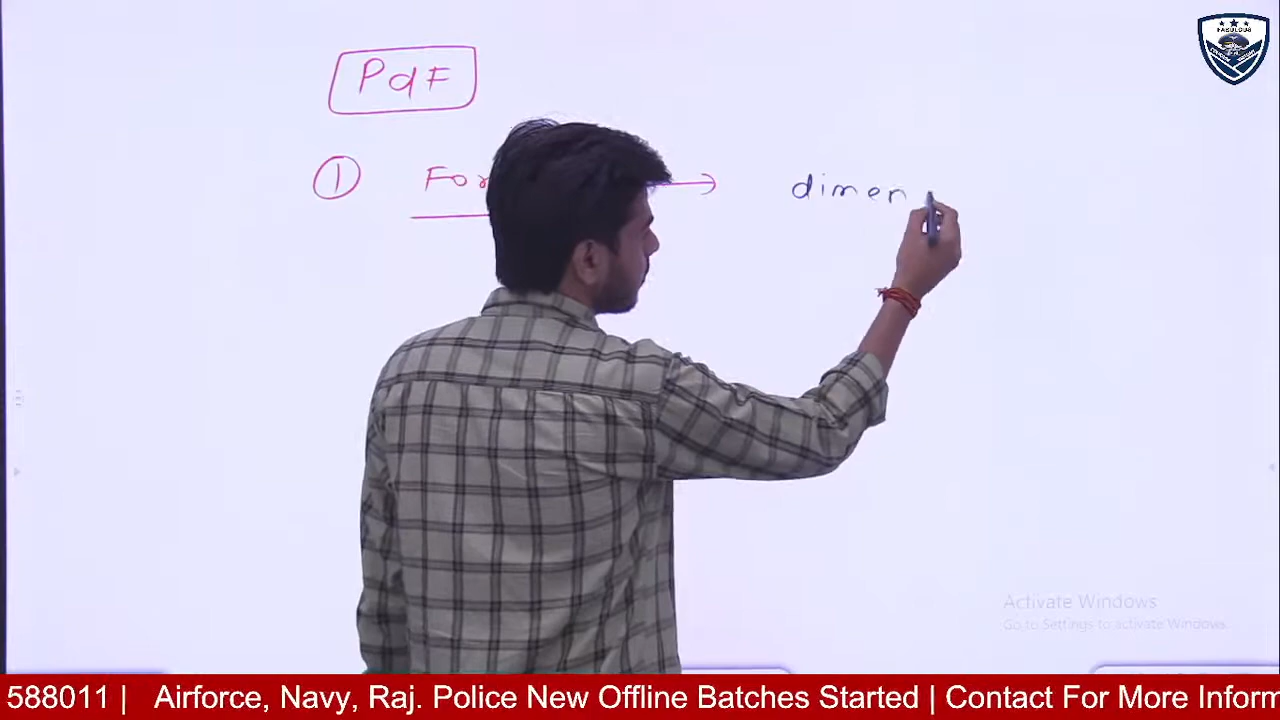 FABULOUS
PdF
① For → dimen
Activate Windows
Go to Settings to activate Windows.
588011 | Airforce, Navy, Raj. Police New Offline Batches Started | Contact For More Inform